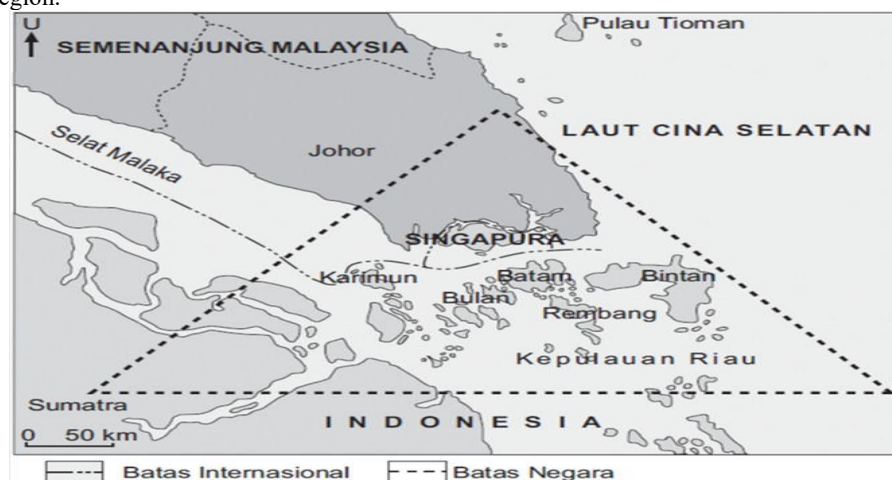 egion.
U
Pulau Tioman
SEMENANJUNG MALAYSIA
LAUT CINA SELATAN
Selat Malaka
Johor
SINGAPURA
Karimun
Batam
Bintan
Bulan
Rembang
Kepulauan Riau
Sumatra
INDONESIA
0 50 km
Batas Internasional
Batas Negara